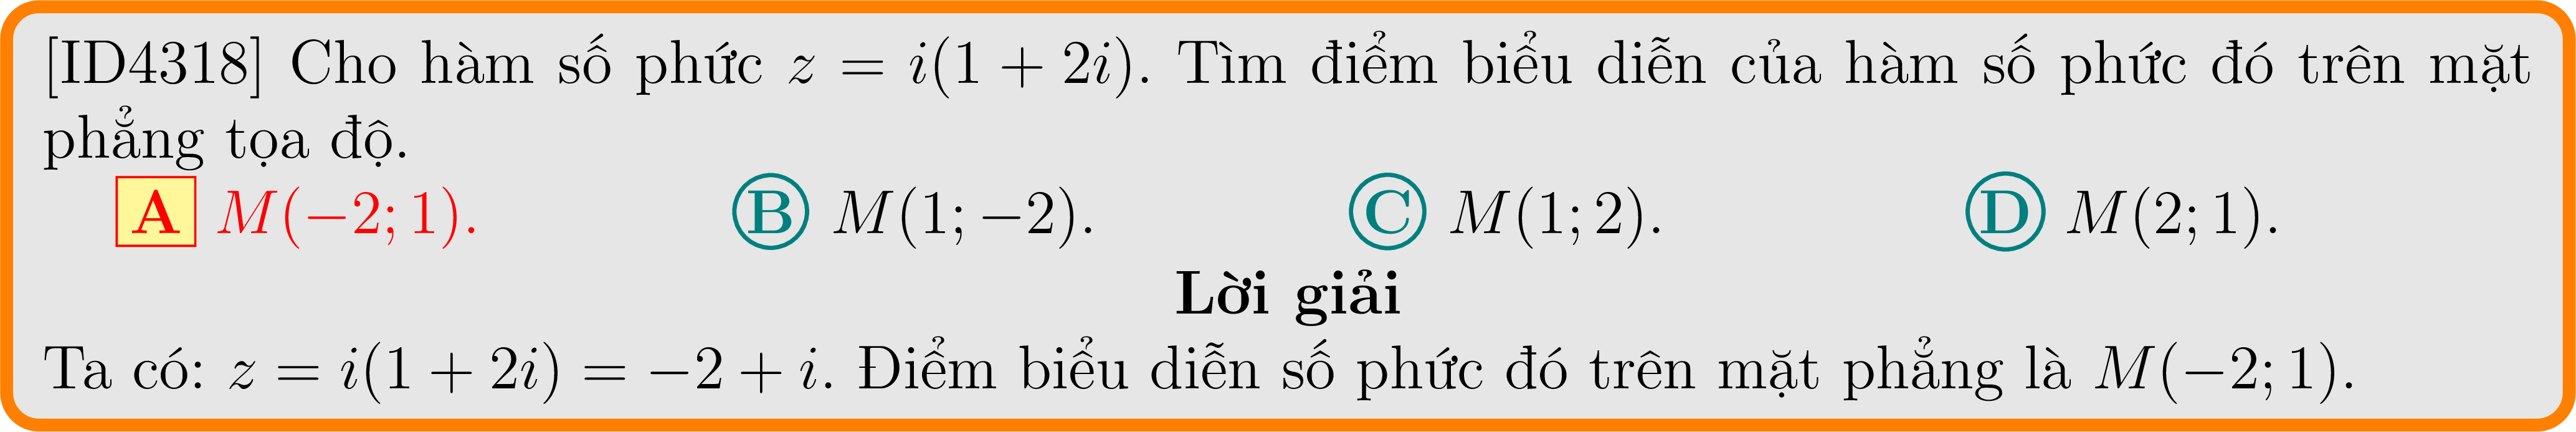 [ID4318] Cho hàm số phức z = i(1 + 2i). Tìm điểm biểu diễn của hàm số phức đó trên mặt
phẳng tọa độ.
A M(−2; 1). B M(1; −2). C M(1; 2). D M(2; 1).
Lời giải
Ta có: z = i(1 + 2i) = −2 + i. Điểm biểu diễn số phức đó trên mặt phẳng là M(−2; 1).